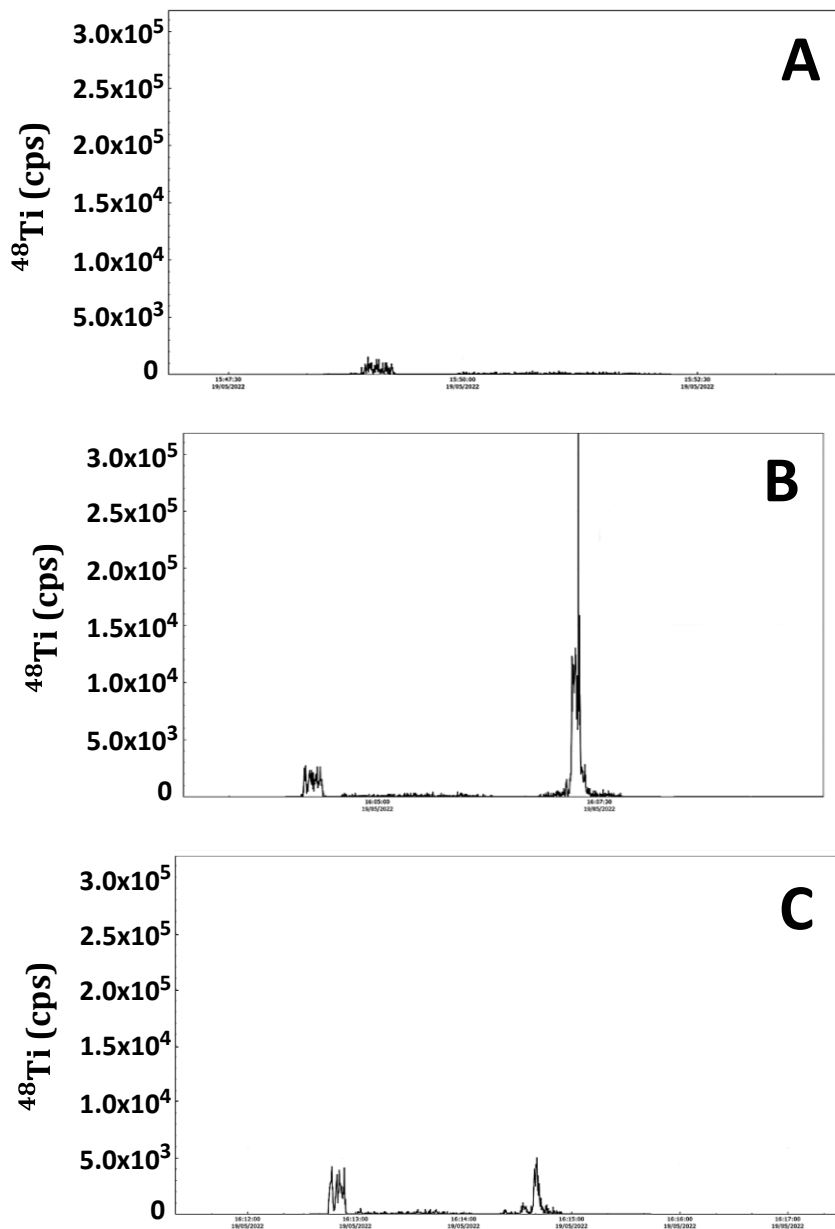 A
⁴⁸Ti (cps)
3.0x10⁵
2.5x10⁵
2.0x10⁵
1.5x10⁴
1.0x10⁴
5.0x10³
0
15:47:30 15:50:00 15:52:30
19/05/2022 19/05/2022 19/05/2022
B
⁴⁸Ti (cps)
3.0x10⁵
2.5x10⁵
2.0x10⁵
1.5x10⁴
1.0x10⁴
5.0x10³
0
16:05:00 16:07:30
19/05/2022 19/05/2022
C
⁴⁸Ti (cps)
3.0x10⁵
2.5x10⁵
2.0x10⁵
1.5x10⁴
1.0x10⁴
5.0x10³
0
16:12:00 16:13:00 16:14:00 16:15:00 16:16:00 16:17:00
19/05/2022 19/05/2022 19/05/2022 19/05/2022 19/05/2022 19/05/2022